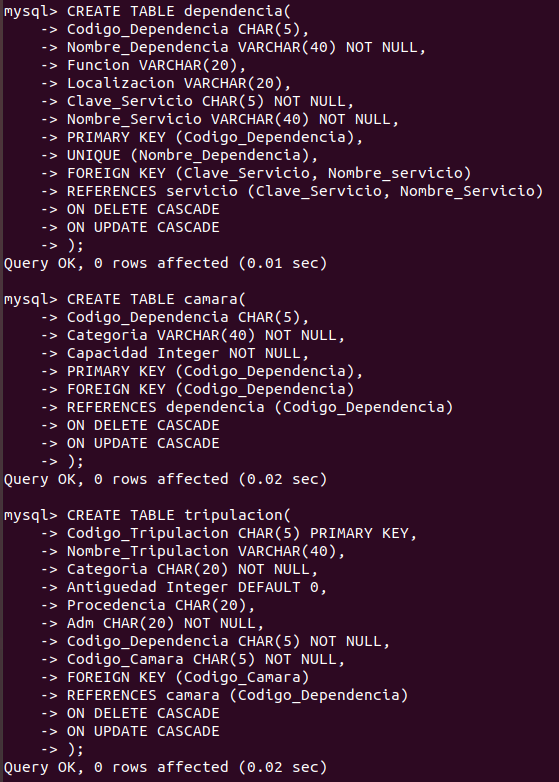 mysql> CREATE TABLE dependencia(
    -> Codigo_Dependencia CHAR(5),
    -> Nombre_Dependencia VARCHAR(40) NOT NULL,
    -> Funcion VARCHAR(20),
    -> Localizacion VARCHAR(20),
    -> Clave_Servicio CHAR(5) NOT NULL,
    -> Nombre_Servicio VARCHAR(40) NOT NULL,
    -> PRIMARY KEY (Codigo_Dependencia),
    -> UNIQUE (Nombre_Dependencia),
    -> FOREIGN KEY (Clave_Servicio, Nombre_servicio)
    -> REFERENCES servicio (Clave_Servicio, Nombre_Servicio)
    -> ON DELETE CASCADE
    -> ON UPDATE CASCADE
    -> );
Query OK, 0 rows affected (0.01 sec)

mysql> CREATE TABLE camara(
    -> Codigo_Dependencia CHAR(5),
    -> Categoria VARCHAR(40) NOT NULL,
    -> Capacidad Integer NOT NULL,
    -> PRIMARY KEY (Codigo_Dependencia),
    -> FOREIGN KEY (Codigo_Dependencia)
    -> REFERENCES dependencia (Codigo_Dependencia)
    -> ON DELETE CASCADE
    -> ON UPDATE CASCADE
    -> );
Query OK, 0 rows affected (0.02 sec)

mysql> CREATE TABLE tripulacion(
    -> Codigo_Tripulacion CHAR(5) PRIMARY KEY,
    -> Nombre_Tripulacion VARCHAR(40),
    -> Categoria CHAR(20) NOT NULL,
    -> Antiguedad Integer DEFAULT 0,
    -> Procedencia CHAR(20),
    -> Adm CHAR(20) NOT NULL,
    -> Codigo_Dependencia CHAR(5) NOT NULL,
    -> Codigo_Camara CHAR(5) NOT NULL,
    -> FOREIGN KEY (Codigo_Camara)
    -> REFERENCES camara (Codigo_Dependencia)
    -> ON DELETE CASCADE
    -> ON UPDATE CASCADE
    -> );
Query OK, 0 rows affected (0.02 sec)